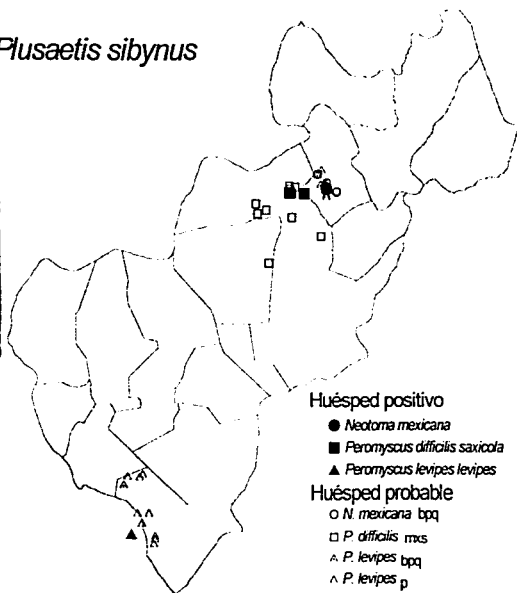 Plusaetis sibynus
Huésped positivo
Neotoma mexicana
Peromyscus difficilis saxicola
Peromyscus levipes levipes
Huésped probable
N. mexicana bpq
P. difficilis mxs
P. levipes bpq
P. levipes p